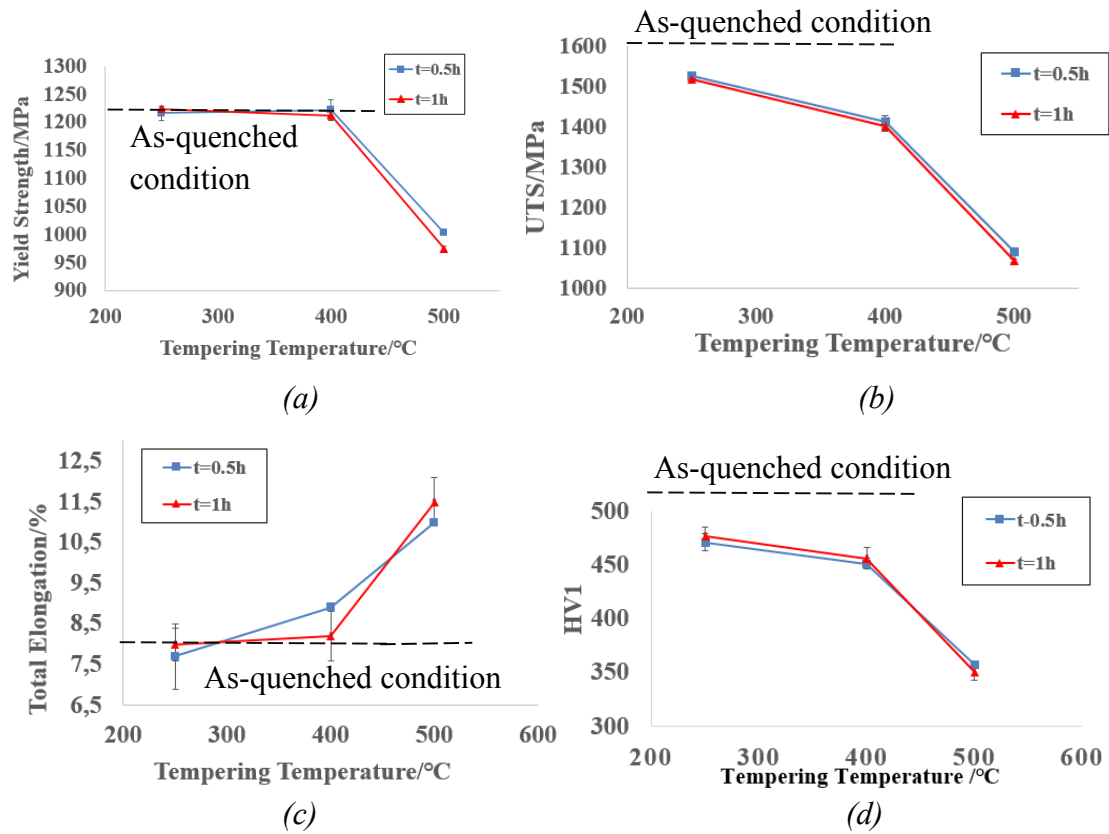 1300
1250
1200
1150
1100
1050
1000
950
900
Yield Strength/MPa
t=0.5h
t=1h
As-quenched
condition
200 300 400 500
Tempering Temperature/°C
(a)
As-quenched condition
1600
1500
1400
1300
1200
1100
1000
UTS/MPa
t=0.5h
t=1h
200 300 400 500
Tempering Temperature/°C
(b)
12,5
11,5
10,5
9,5
8,5
7,5
6,5
Total Elongation/%
t=0.5h
t=1h
As-quenched condition
200 300 400 500 600
Tempering Temperature/°C
(c)
As-quenched condition
500
450
400
350
300
HV1
t-0.5h
t=1h
200 300 400 500 600
Tempering Temperature /°C
(d)